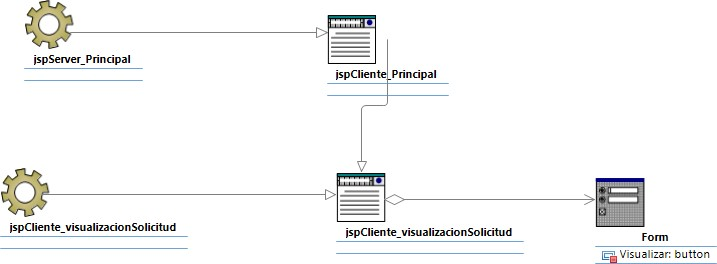 jspServer_Principal
jspCliente_Principal
jspCliente_visualizacionSolicitud
jspCliente_visualizacionSolicitud
Form
Visualizar: button